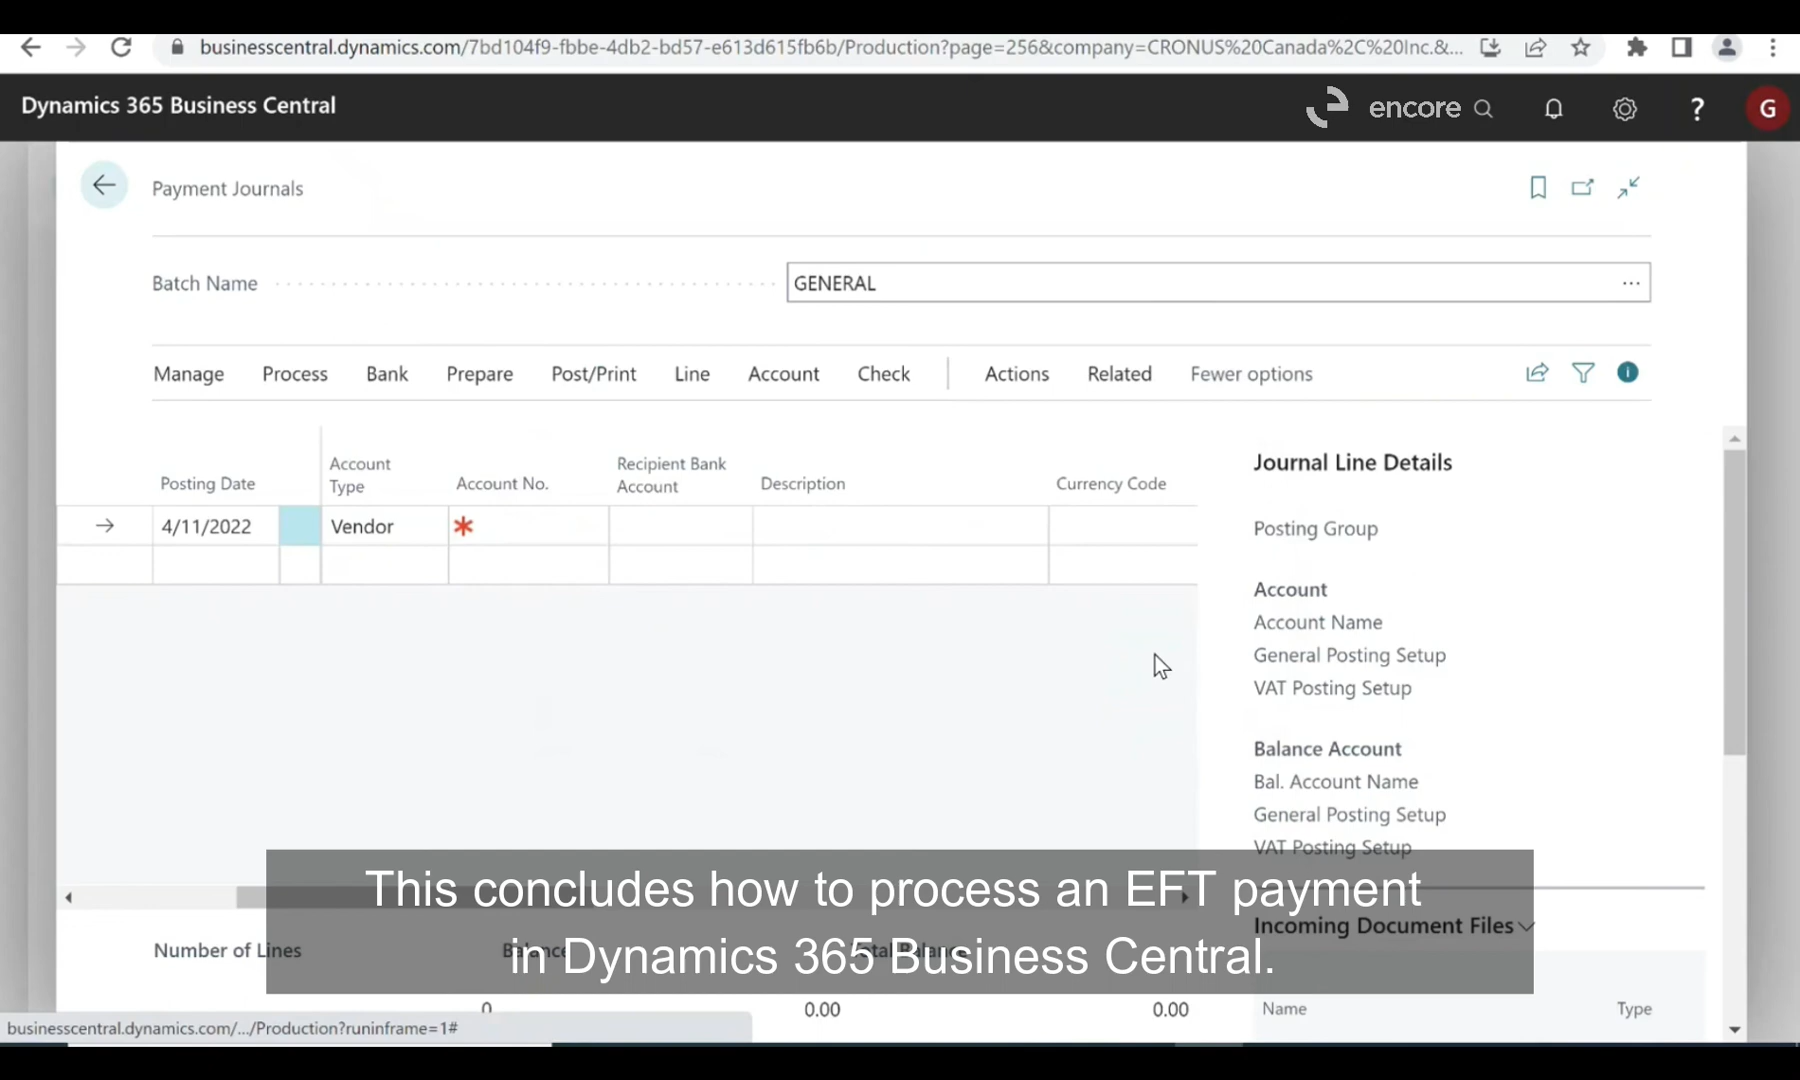 businesscentral.dynamics.com/7bd104f9-fbbe-4db2-bd57-e613d615fb6b/Production?page=256&company=CRONUS%20Canada%2C%20Inc.&...
Dynamics 365 Business Central
encore
?
G
Payment Journals
Batch Name
GENERAL
...
Manage Process Bank Prepare Post/Print Line Account Check Actions Related Fewer options
Posting Date
Account
Type
Account No.
Recipient Bank
Account
Description
Currency Code
4/11/2022 Vendor *
Journal Line Details
Posting Group
Account
Account Name
General Posting Setup
VAT Posting Setup
Balance Account
Bal. Account Name
General Posting Setup
VAT Posting Setup
Incoming Document Files
Name Type
This concludes how to process an EFT payment
in Dynamics 365 Business Central.
Number of Lines Balance Total Balance
0 0.00 0.00
businesscentral.dynamics.com/.../Production?runinframe=1#